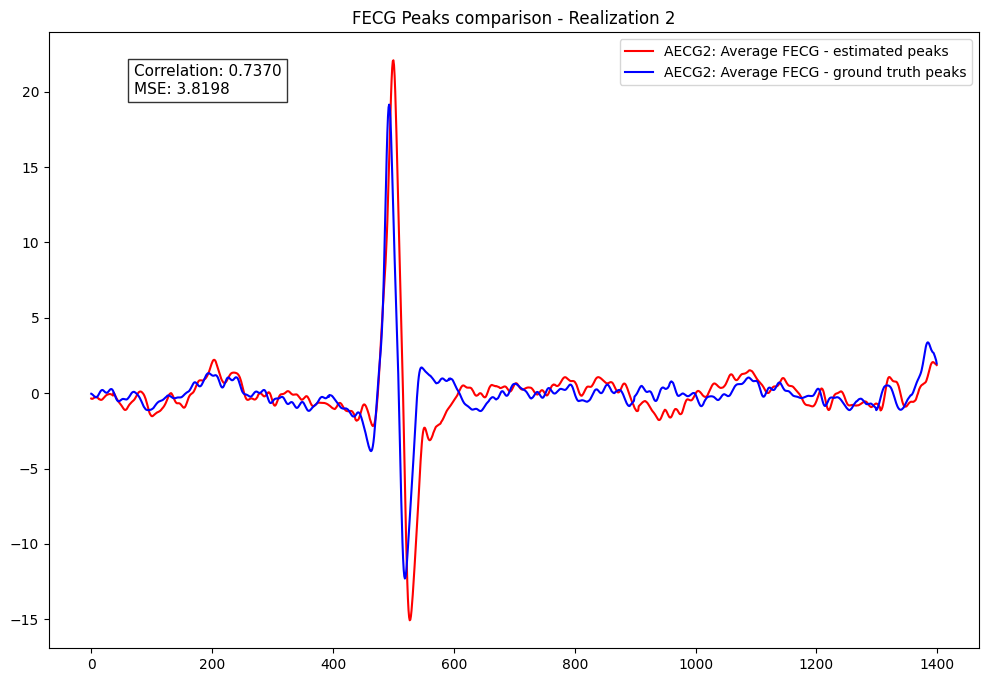 FECG Peaks comparison - Realization 2
AECG2: Average FECG - estimated peaks
AECG2: Average FECG - ground truth peaks
Correlation: 0.7370
MSE: 3.8198
20
15
10
5
0
−5
−10
−15
0 200 400 600 800 1000 1200 1400